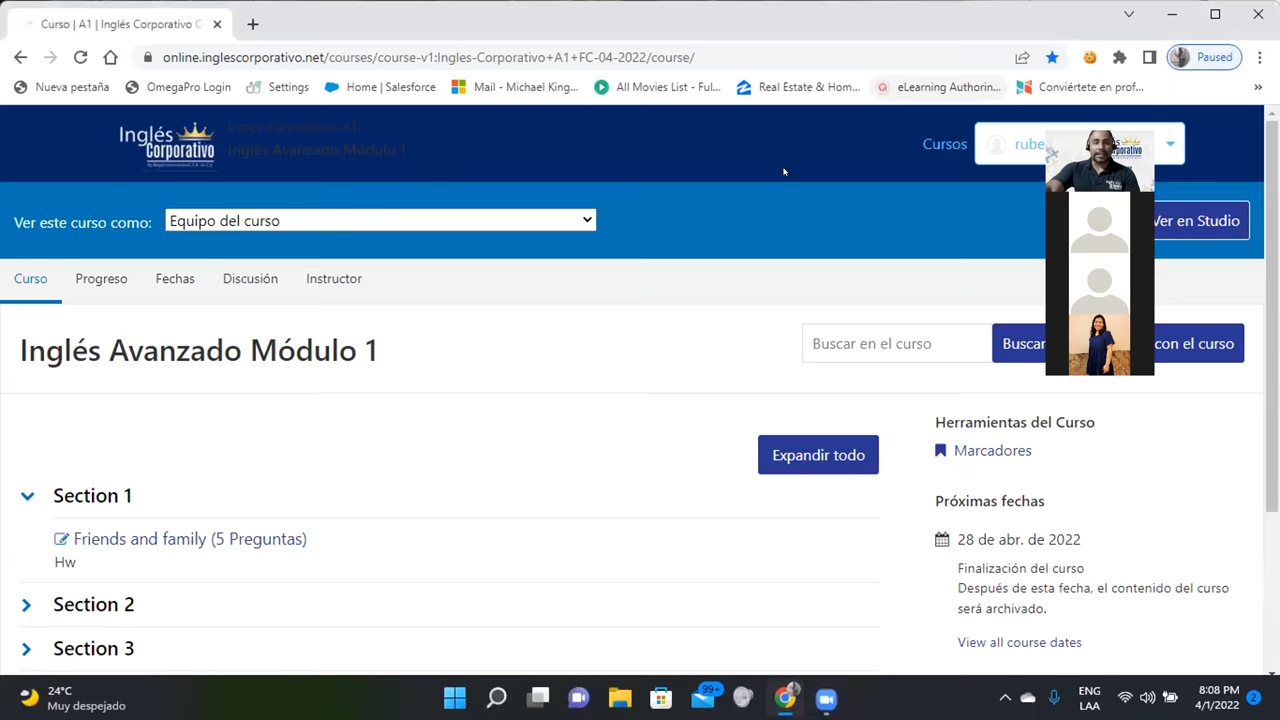 Curso | A1 | Inglés Corporativo C
online.inglescorporativo.net/courses/course-v1:Ingles-Corporativo+A1+FC-04-2022/course/
Paused
Nueva pestaña
OmegaPro Login
Settings
Home | Salesforce
Mail - Michael King...
All Movies List - Ful...
Real Estate & Hom...
eLearning Authorin...
Conviértete en prof...
»
Inglés Corporativo
Ingles-Corporativo: A1
Inglés Avanzado Módulo 1
Cursos
rube
Ver este curso como:
Equipo del curso
Ver en Studio
Curso
Progreso
Fechas
Discusión
Instructor
Inglés Avanzado Módulo 1
Buscar en el curso
Buscar
con el curso
Herramientas del Curso
Marcadores
Expandir todo
Section 1
Friends and family (5 Preguntas)
Hw
Section 2
Section 3
Próximas fechas
28 de abr. de 2022
Finalización del curso
Después de esta fecha, el contenido del curso
será archivado.
View all course dates
24°C
Muy despejado
99+
ENG
LAA
8:08 PM
4/1/2022
2